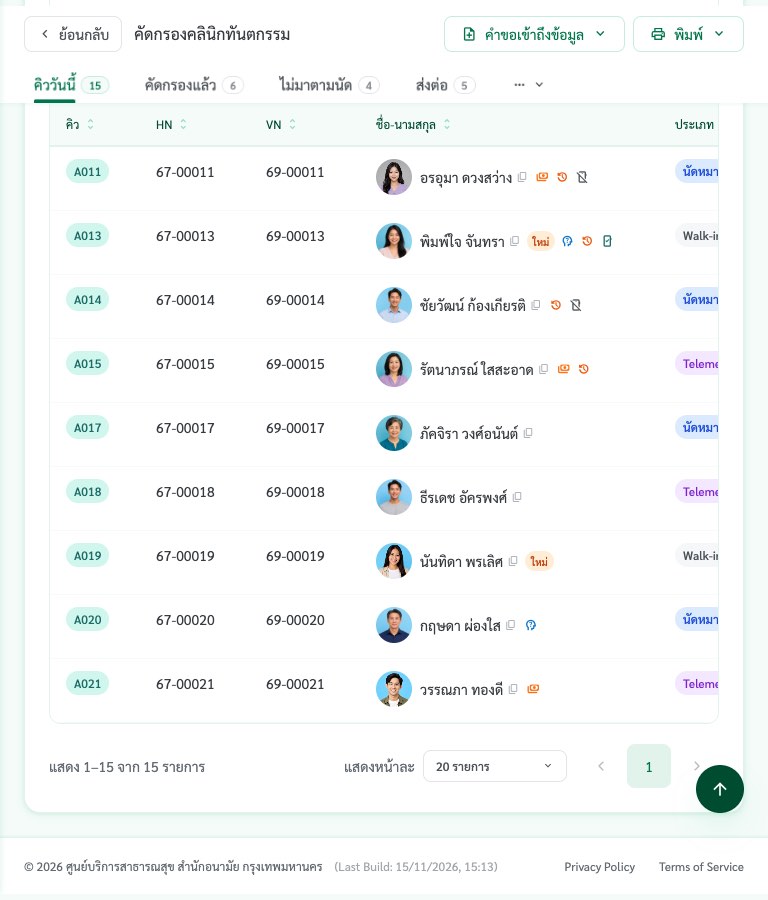 ย้อนกลับ คัดกรองคลินิกทันตกรรม คำขอเข้าถึงข้อมูล พิมพ์
คิววันนี้ 15 คัดกรองแล้ว 6 ไม่มาตามนัด 4 ส่งต่อ 5 ...
คิว HN VN ชื่อ-นามสกุล ประเภท
A011 67-00011 69-00011 อรอุมา ดวงสว่าง นัดหมา
A013 67-00013 69-00013 พิมพ์ใจ จันทรา ใหม่ Walk-i
A014 67-00014 69-00014 ชัยวัฒน์ ก้องเกียรติ นัดหมา
A015 67-00015 69-00015 รัตนาภรณ์ ใสสะอาด Teleme
A017 67-00017 69-00017 ภัคจิรา วงศ์อนันต์ นัดหมา
A018 67-00018 69-00018 ธีรเดช อัครพงศ์ Teleme
A019 67-00019 69-00019 นันทิดา พรเลิศ ใหม่ Walk-i
A020 67-00020 69-00020 กฤษดา ผ่องใส นัดหมา
A021 67-00021 69-00021 วรรณภา ทองดี Teleme
แสดง 1–15 จาก 15 รายการ แสดงหน้าละ 20 รายการ 1
© 2026 ศูนย์บริการสาธารณสุข สำนักอนามัย กรุงเทพมหานคร (Last Build: 15/11/2026, 15:13) Privacy Policy Terms of Service